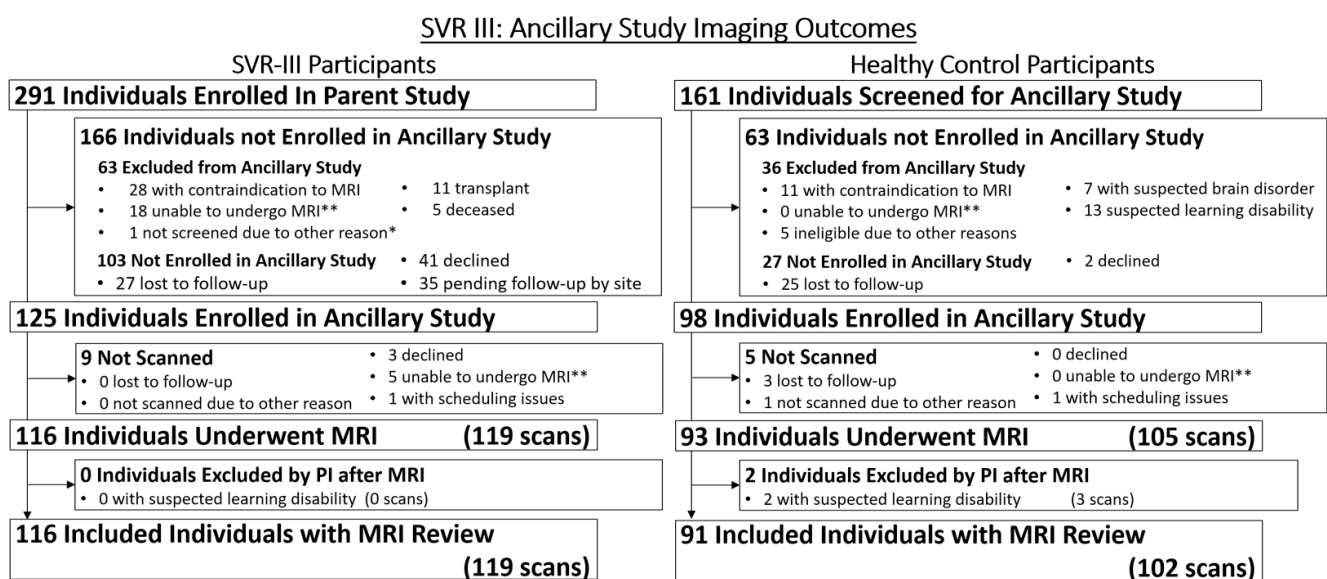 SVR III: Ancillary Study Imaging Outcomes
SVR-III Participants
291 Individuals Enrolled In Parent Study
166 Individuals not Enrolled in Ancillary Study
63 Excluded from Ancillary Study
• 28 with contraindication to MRI
• 18 unable to undergo MRI**
• 1 not screened due to other reason*
• 11 transplant
• 5 deceased
103 Not Enrolled in Ancillary Study
• 27 lost to follow-up
• 41 declined
• 35 pending follow-up by site
125 Individuals Enrolled in Ancillary Study
9 Not Scanned
• 0 lost to follow-up
• 0 not scanned due to other reason
• 3 declined
• 5 unable to undergo MRI**
• 1 with scheduling issues
116 Individuals Underwent MRI (119 scans)
0 Individuals Excluded by PI after MRI
• 0 with suspected learning disability (0 scans)
116 Included Individuals with MRI Review
(119 scans)
Healthy Control Participants
161 Individuals Screened for Ancillary Study
63 Individuals not Enrolled in Ancillary Study
36 Excluded from Ancillary Study
• 11 with contraindication to MRI
• 0 unable to undergo MRI**
• 5 ineligible due to other reasons
• 7 with suspected brain disorder
• 13 suspected learning disability
27 Not Enrolled in Ancillary Study
• 25 lost to follow-up
• 2 declined
98 Individuals Enrolled in Ancillary Study
5 Not Scanned
• 3 lost to follow-up
• 1 not scanned due to other reason
• 0 declined
• 0 unable to undergo MRI**
• 1 with scheduling issues
93 Individuals Underwent MRI (105 scans)
2 Individuals Excluded by PI after MRI
• 2 with suspected learning disability (3 scans)
91 Included Individuals with MRI Review
(102 scans)